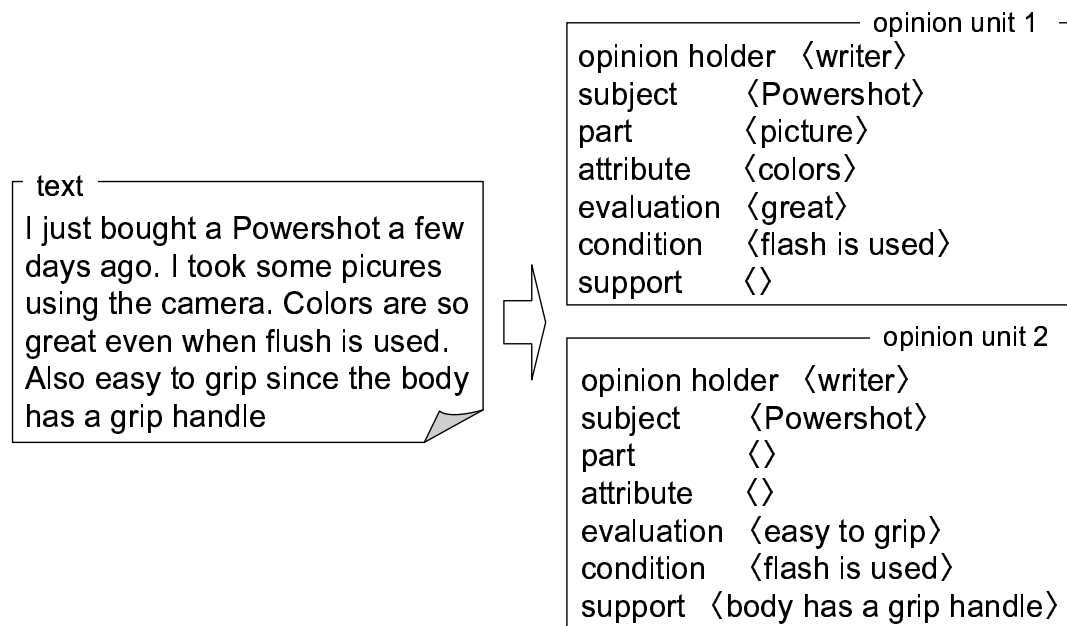 text
I just bought a Powershot a few
days ago. I took some picures
using the camera. Colors are so
great even when flush is used.
Also easy to grip since the body
has a grip handle
opinion unit 1
opinion holder 〈writer〉
subject 〈Powershot〉
part 〈picture〉
attribute 〈colors〉
evaluation 〈great〉
condition 〈flash is used〉
support 〈〉
opinion unit 2
opinion holder 〈writer〉
subject 〈Powershot〉
part 〈〉
attribute 〈〉
evaluation 〈easy to grip〉
condition 〈flash is used〉
support 〈body has a grip handle〉